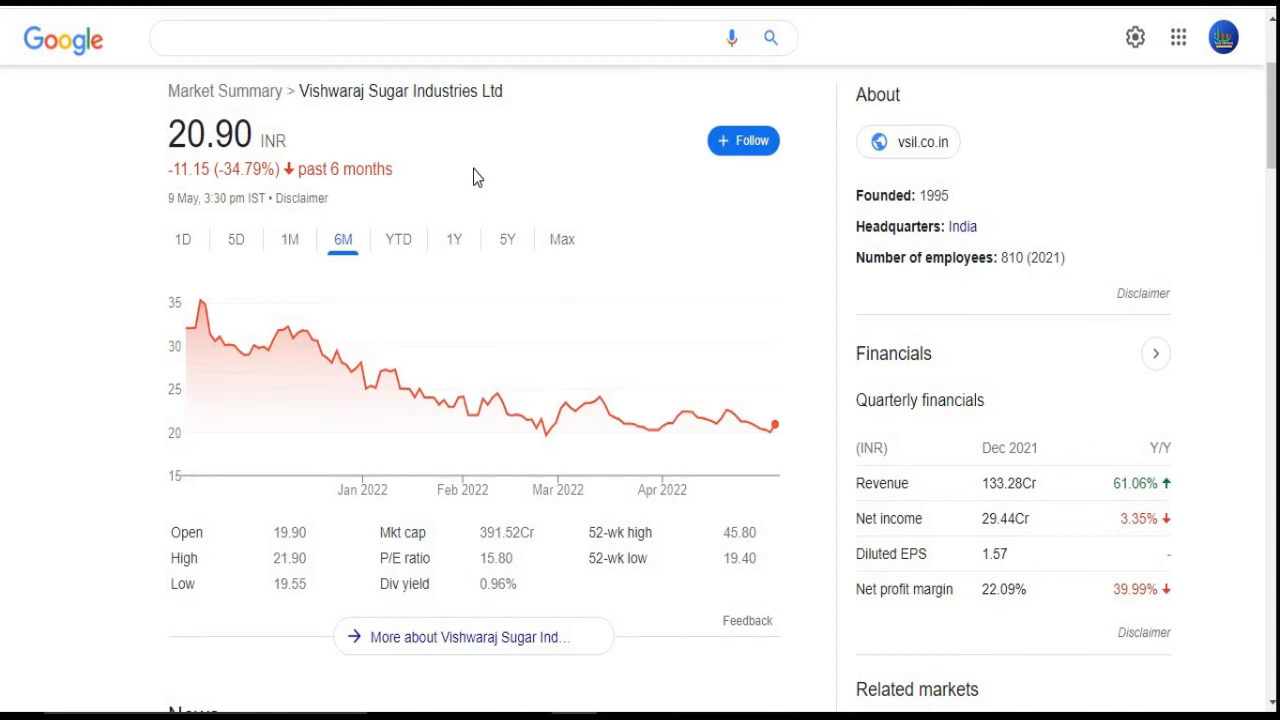 Google
Market Summary > Vishwaraj Sugar Industries Ltd
20.90 INR
-11.15 (-34.79%) past 6 months
9 May, 3:30 pm IST • Disclaimer
+ Follow
1D 5D 1M 6M YTD 1Y 5Y Max
35
30
25
20
15
Jan 2022 Feb 2022 Mar 2022 Apr 2022
Open 19.90 Mkt cap 391.52Cr 52-wk high 45.80
High 21.90 P/E ratio 15.80 52-wk low 19.40
Low 19.55 Div yield 0.96%
Feedback
More about Vishwaraj Sugar Ind...
About
vsil.co.in
Founded: 1995
Headquarters: India
Number of employees: 810 (2021)
Disclaimer
Financials
Quarterly financials
(INR) Dec 2021 Y/Y
Revenue 133.28Cr 61.06%
Net income 29.44Cr 3.35%
Diluted EPS 1.57 -
Net profit margin 22.09% 39.99%
Disclaimer
Related markets